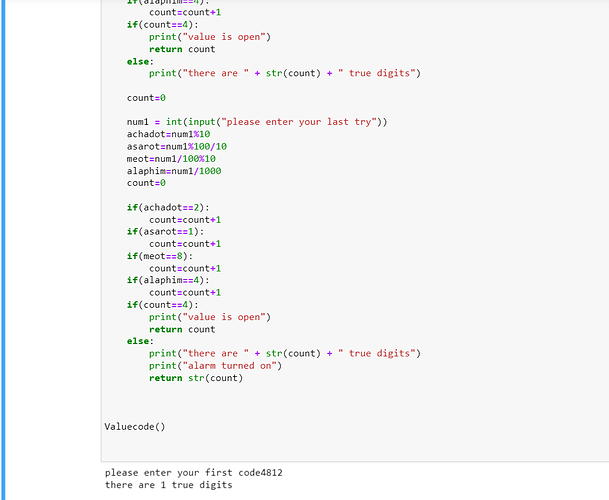 if(alaphim==4):
count=count+1
if(count==4):
print("value is open")
return count
else:
print("there are " + str(count) + " true digits")
count=0
num1 = int(input("please enter your last try"))
achadot=num1%10
asarot=num1%100/10
meot=num1/100%10
alaphim=num1/1000
count=0
if(achadot==2):
count=count+1
if(asarot==1):
count=count+1
if(meot==8):
count=count+1
if(alaphim==4):
count=count+1
if(count==4):
print("value is open")
return count
else:
print("there are " + str(count) + " true digits")
print("alarm turned on")
return str(count)
Valuecode()
please enter your first code4812
there are 1 true digits